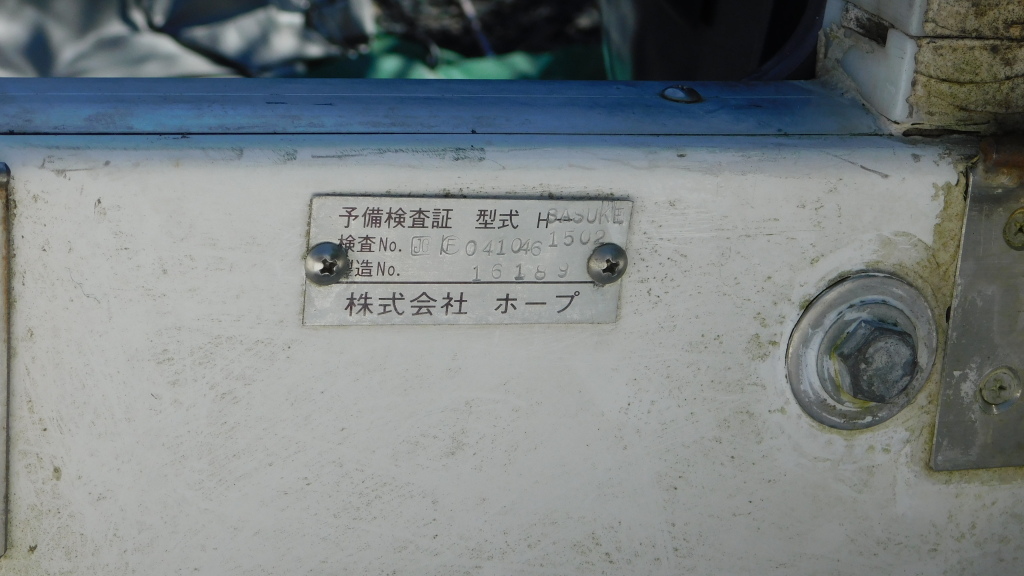 予備検査証 型式 H-BASUKE
検査No. 041046 1502
製造No. 16189
株式会社 ホープ